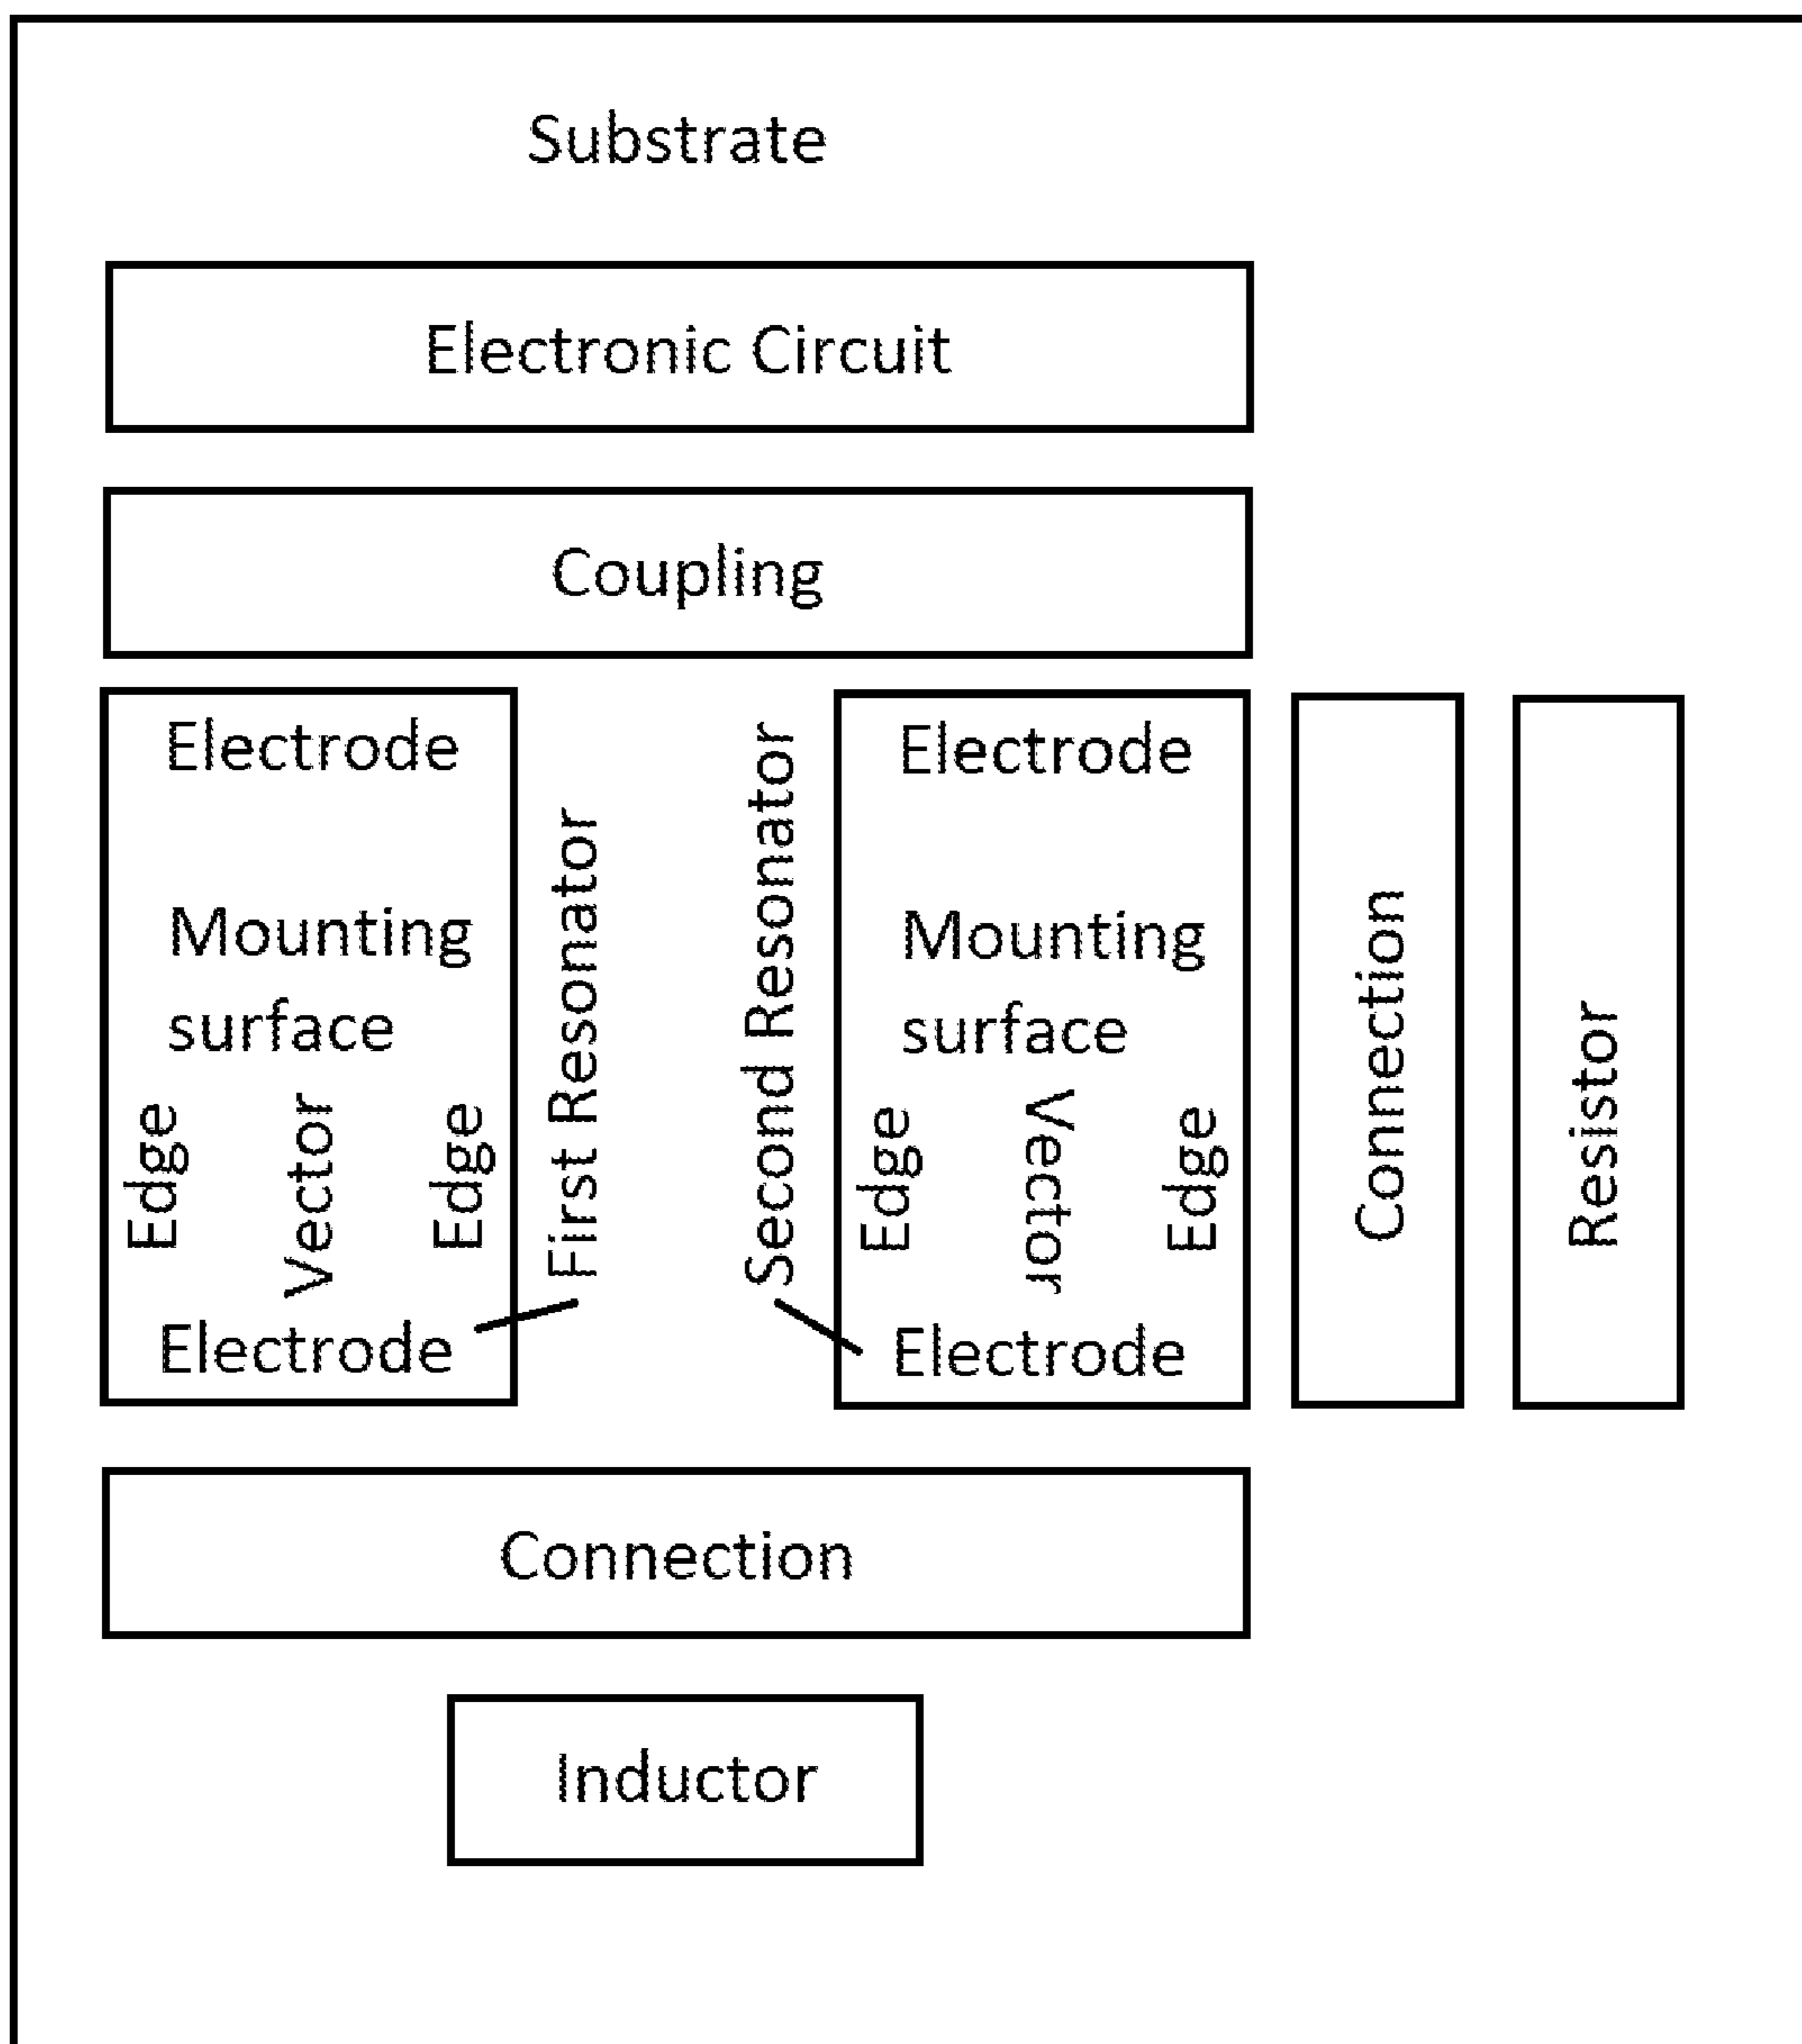 Substrate
Electronic Circuit
Coupling
Electrode
Mounting
surface
Edge
Vector
Edge
Electrode
First Resonator
Second Resonator
Electrode
Mounting
surface
Edge
Vector
Edge
Electrode
Connection
Resistor
Connection
Inductor